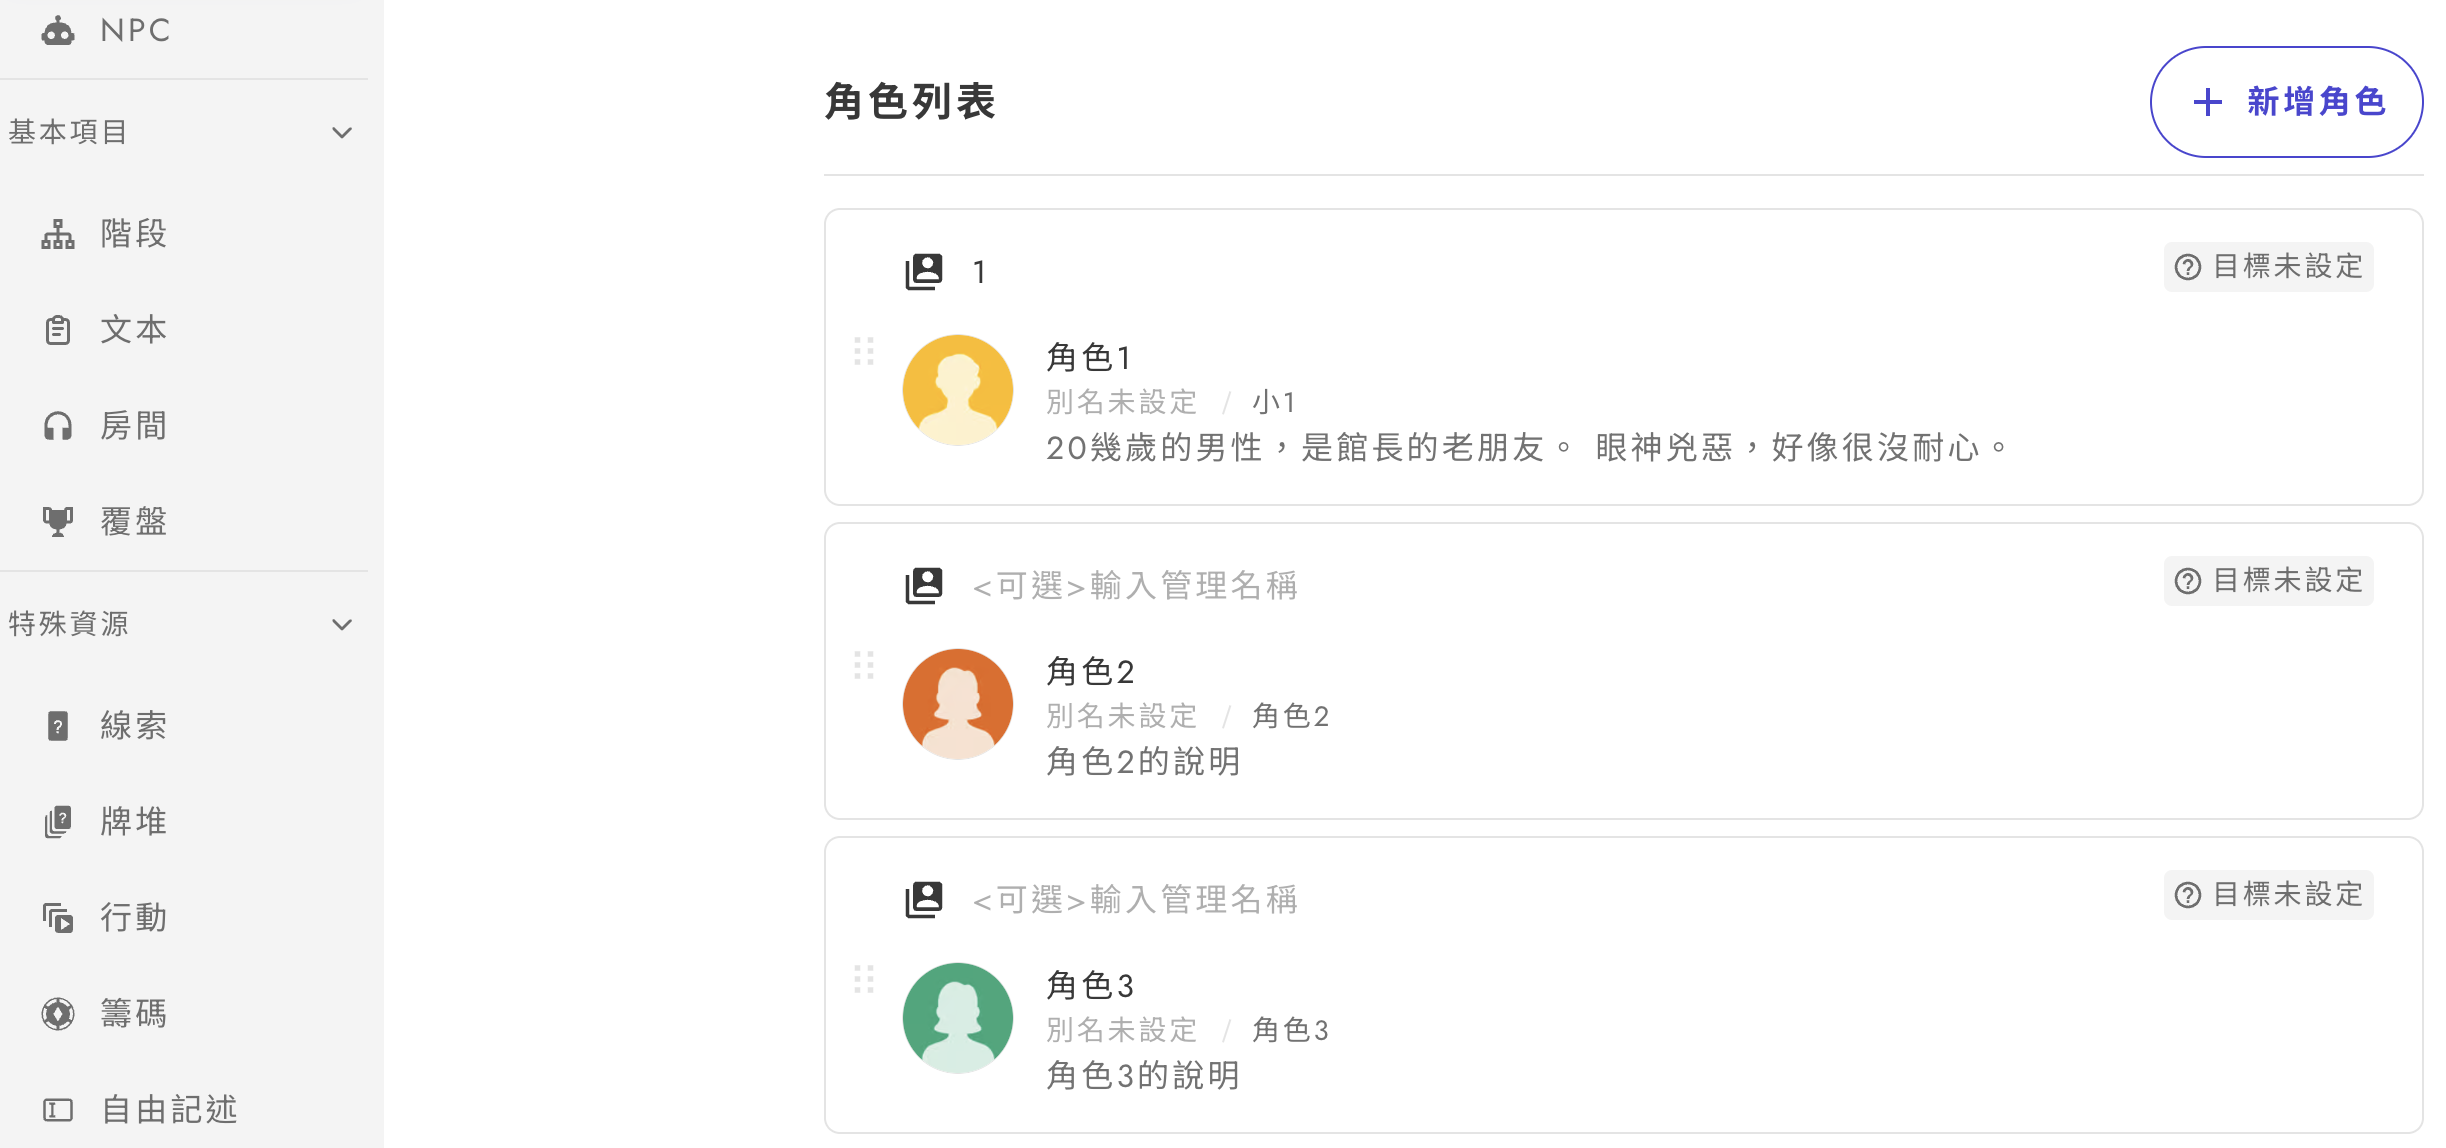 NPC
基本項目
階段
文本
房間
覆盤
特殊資源
線索
牌堆
行動
籌碼
自由記述
角色列表
新增角色
1
目標未設定
角色1
別名未設定 / 小1
20幾歲的男性，是館長的老朋友。 眼神兇惡，好像很沒耐心。
<可選>輸入管理名稱
目標未設定
角色2
別名未設定 / 角色2
角色2的說明
<可選>輸入管理名稱
目標未設定
角色3
別名未設定 / 角色3
角色3的說明